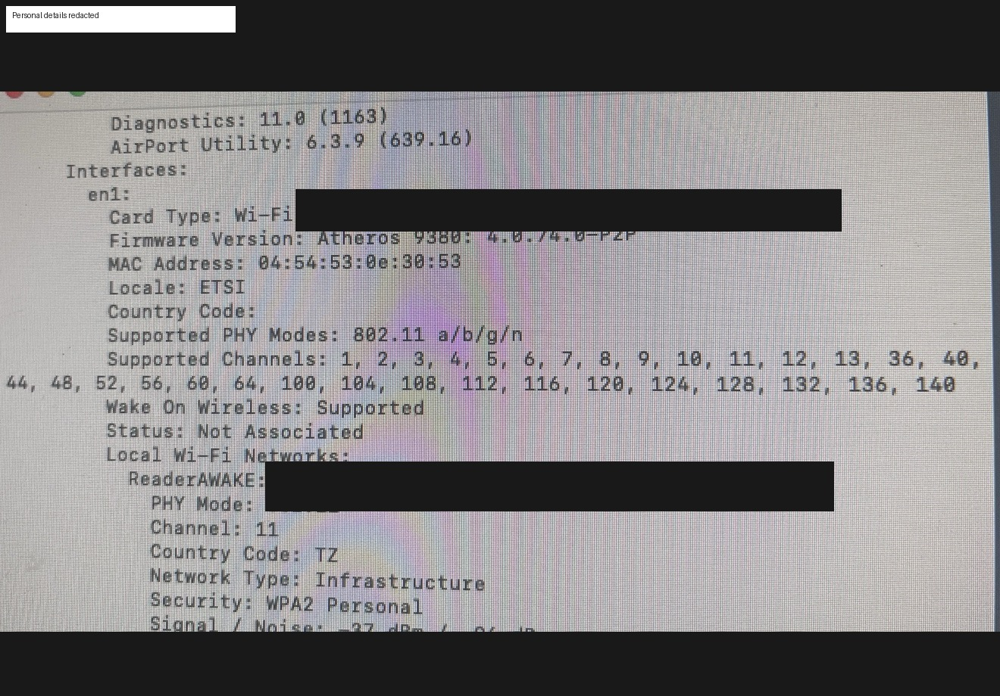 Personal details redacted
Diagnostics: 11.0 (1163)
AirPort Utility: 6.3.9 (639.16)
Interfaces:
en1:
Card Type: Wi-Fi
Firmware Version: Atheros 9380: 4.0.74.0-P2P
MAC Address: 04:54:53:0e:30:53
Locale: ETSI
Country Code:
Supported PHY Modes: 802.11 a/b/g/n
Supported Channels: 1, 2, 3, 4, 5, 6, 7, 8, 9, 10, 11, 12, 13, 36, 40,
44, 48, 52, 56, 60, 64, 100, 104, 108, 112, 116, 120, 124, 128, 132, 136, 140
Wake On Wireless: Supported
Status: Not Associated
Local Wi-Fi Networks:
ReaderAWAKE:
PHY Mode:
Channel: 11
Country Code: TZ
Network Type: Infrastructure
Security: WPA2 Personal
Signal / Noise: -37 dBm /